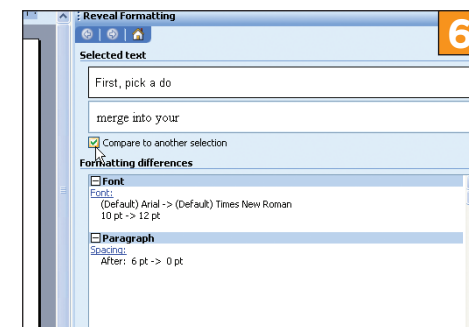 Reveal Formatting
6
Selected text
First, pick a do
merge into your
Compare to another selection
Formatting differences
Font
Font:
(Default) Arial -> (Default) Times New Roman
10 pt -> 12 pt
Paragraph
Spacing:
After: 6 pt -> 0 pt